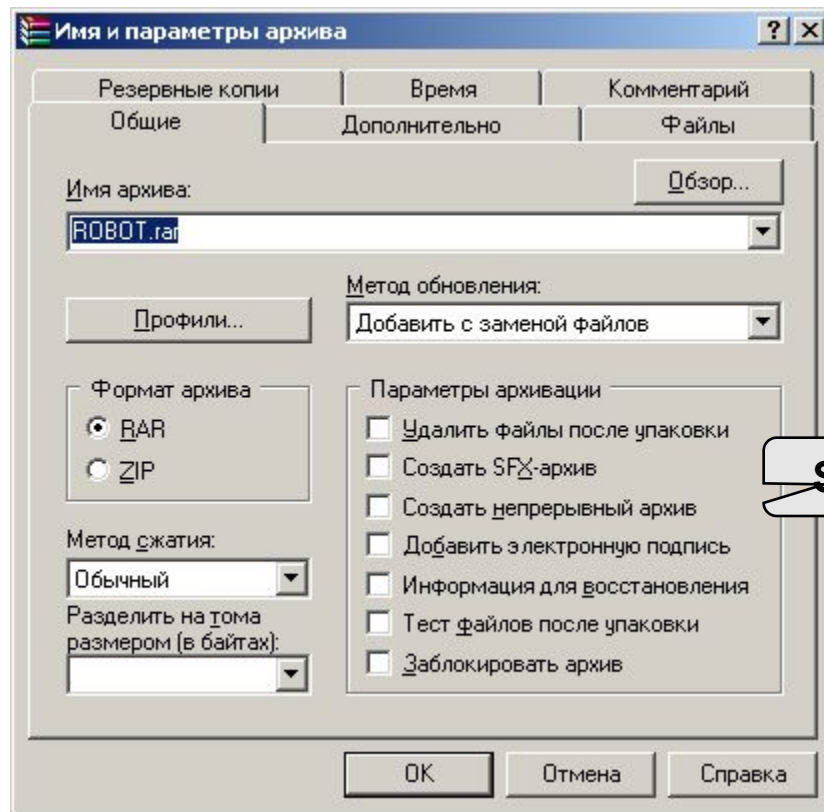 Имя и параметры архива
Резервные копии Время Комментарий
Общие Дополнительно Файлы
Имя архива:
Обзор...
ROBOT.rar
Метод обновления:
Профили...
Добавить с заменой файлов
Формат архива
RAR
ZIP
Параметры архивации
Удалить файлы после упаковки
Создать SFX-архив
Создать непрерывный архив
Добавить электронную подпись
Информация для восстановления
Тест файлов после упаковки
Заблокировать архив
Метод сжатия:
Обычный
Разделить на тома
размером (в байтах):
OK Отмена Справка